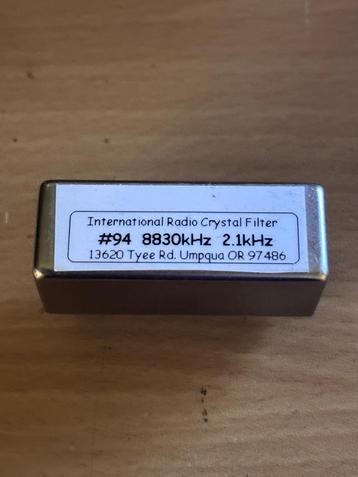 International Radio Crystal Filter
#94 8830kHz 2.1kHz
13620 Tyee Rd. Umpqua OR 97486